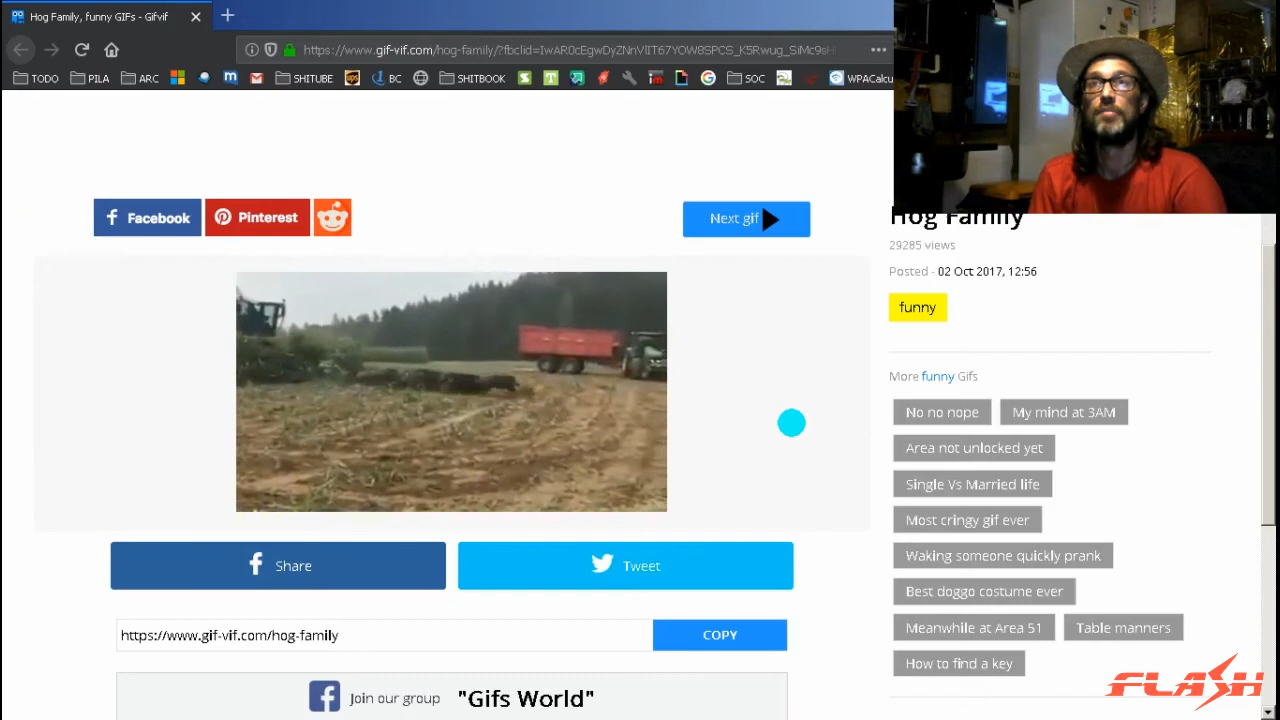 Hog Family, funny GIFs - Gifvif
https://www.gif-vif.com/hog-family/?fbclid=IwAR0cEgwDyZNnVlIT67YOW8SPCS_K5Rwug_SiMc9sH
TODO PILA ARC SHITUBE BC SHITBOOK SOC WPACalcu
Facebook Pinterest
Next gif
Hog Family
29285 views
Posted - 02 Oct 2017, 12:56
funny
More funny Gifs
No no nope My mind at 3AM
Area not unlocked yet
Single Vs Married life
Most cringy gif ever
Waking someone quickly prank
Best doggo costume ever
Meanwhile at Area 51 Table manners
How to find a key
Share Tweet
https://www.gif-vif.com/hog-family COPY
Join our group "Gifs World"
FLASH